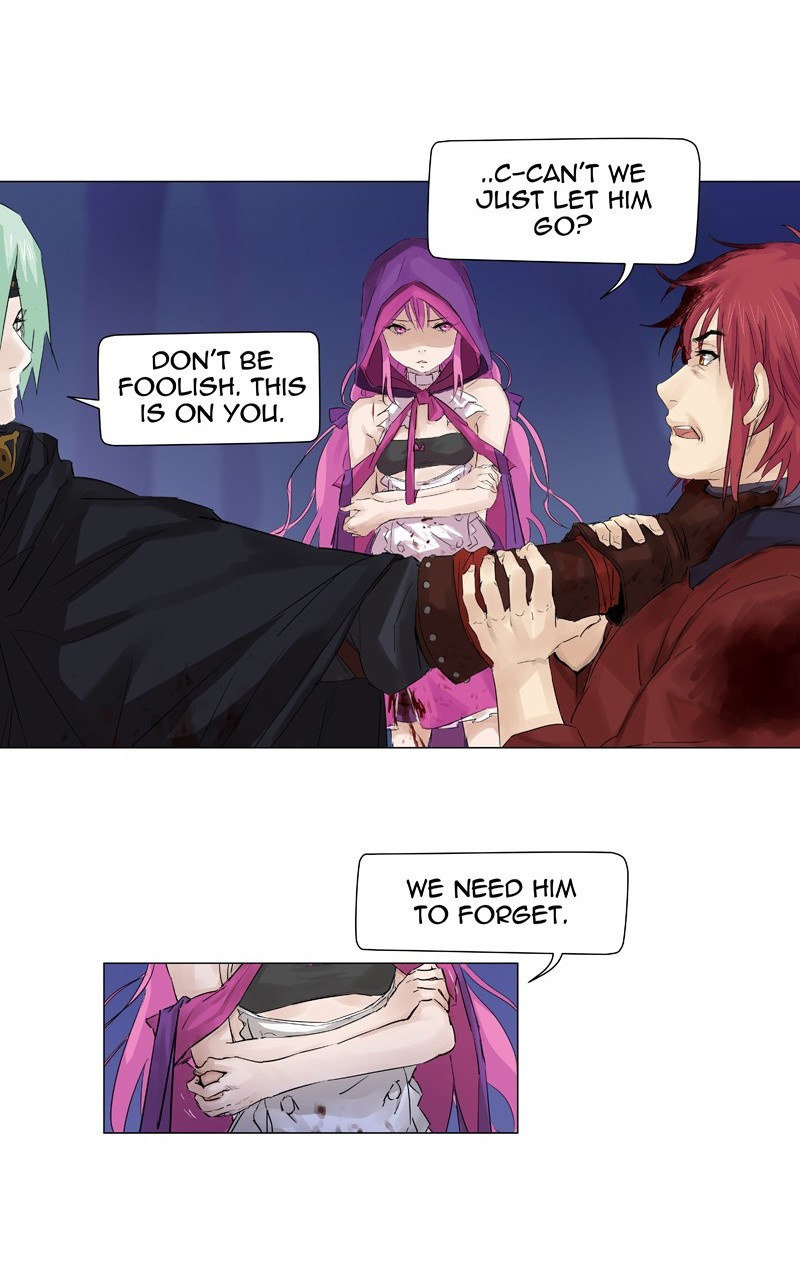 ..C-CAN'T WE
JUST LET HIM
GO?
DON'T BE
FOOLISH. THIS
IS ON YOU.
WE NEED HIM
TO FORGET.